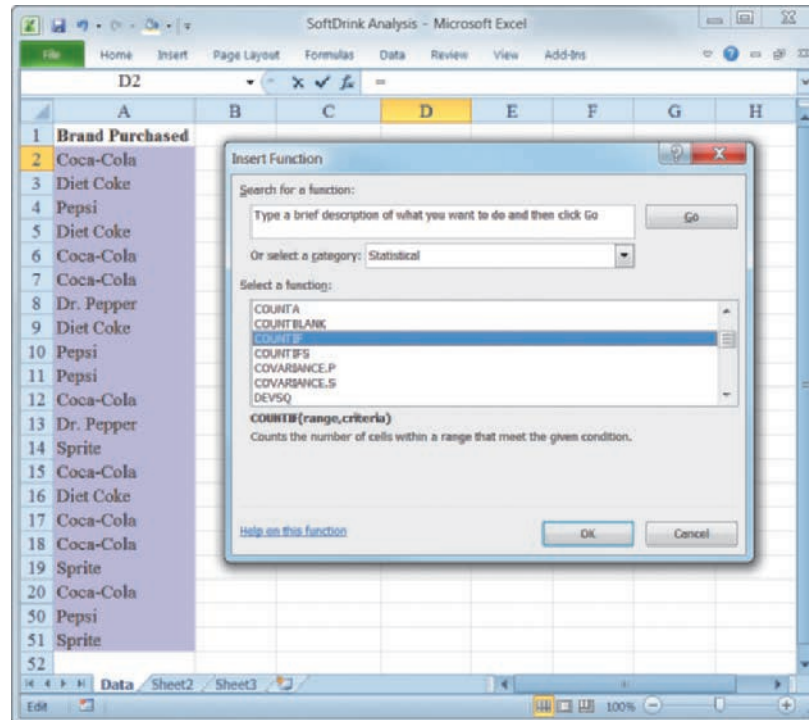 SoftDrink Analysis - Microsoft Excel
File Home Insert Page Layout Formulas Data Review View Add-Ins
D2 fx =
A B C D E F G H
1 Brand Purchased
2 Coca-Cola
3 Diet Coke
4 Pepsi
5 Diet Coke
6 Coca-Cola
7 Coca-Cola
8 Dr. Pepper
9 Diet Coke
10 Pepsi
11 Pepsi
12 Coca-Cola
13 Dr. Pepper
14 Sprite
15 Coca-Cola
16 Diet Coke
17 Coca-Cola
18 Coca-Cola
19 Sprite
20 Coca-Cola
50 Pepsi
51 Sprite
52
Insert Function
Search for a function:
Type a brief description of what you want to do and then click Go
Go
Or select a category: Statistical
Select a function:
COUNTA
COUNTBLANK
COUNTIF
COUNTIFS
COVARIANCE.P
COVARIANCE.S
DEVSQ
COUNTIF(range,criteria)
Counts the number of cells within a range that meet the given condition.
Help on this function
OK Cancel
Data Sheet2 Sheet3
Edit 100%